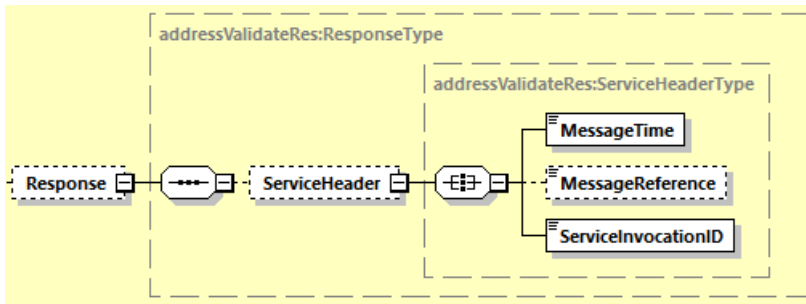 addressValidateRes:ResponseType
addressValidateRes:ServiceHeaderType
MessageTime
Response
ServiceHeader
MessageReference
ServiceInvocationID